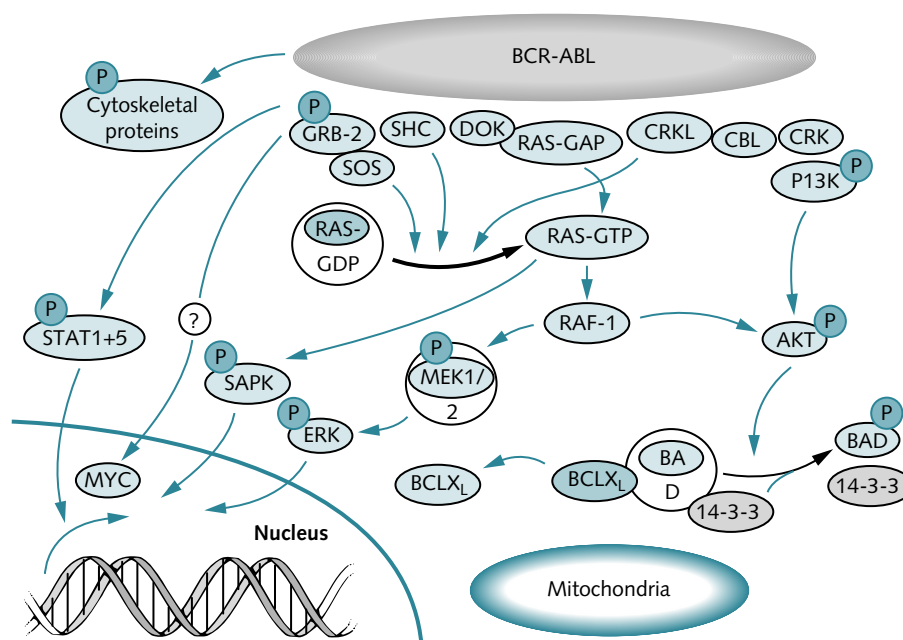 BCR-ABL
P
Cytoskeletal
proteins
P
GRB-2
SHC
DOK
RAS-GAP
CRKL
CBL
CRK
SOS
P13K
P
RAS-
GDP
RAS-GTP
P
STAT1+5
?
RAF-1
AKT
P
P
SAPK
P
MEK1/
2
P
ERK
P
BAD
MYC
BCLXL
BCLXL
BA
D
14-3-3
14-3-3
Nucleus
Mitochondria